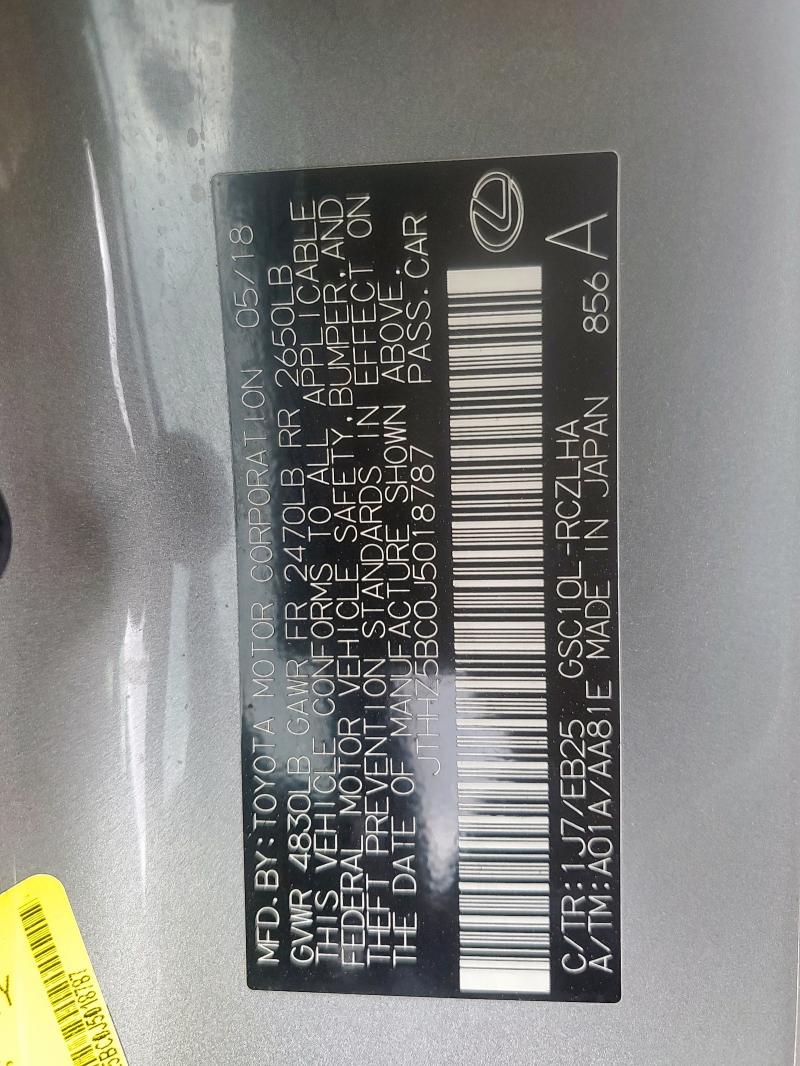 MFD.BY:TOYOTA MOTOR CORPORATION 05/18
GVWR 4830LB GAWR FR 2470LB RR 2650LB
THIS VEHICLE CONFORMS TO ALL APPLICABLE
FEDERAL MOTOR VEHICLE SAFETY,BUMPER,AND
THEFT PREVENTION STANDARDS IN EFFECT ON
THE DATE OF MANUFACTURE SHOWN ABOVE.
JTHHZ5BC0J5018787 PASS.CAR
C/TR:1J7/EB25 GSC10L-RCZLHA
A/TM:A01A/AA81E MADE IN JAPAN 856 A
5BC0J5018787